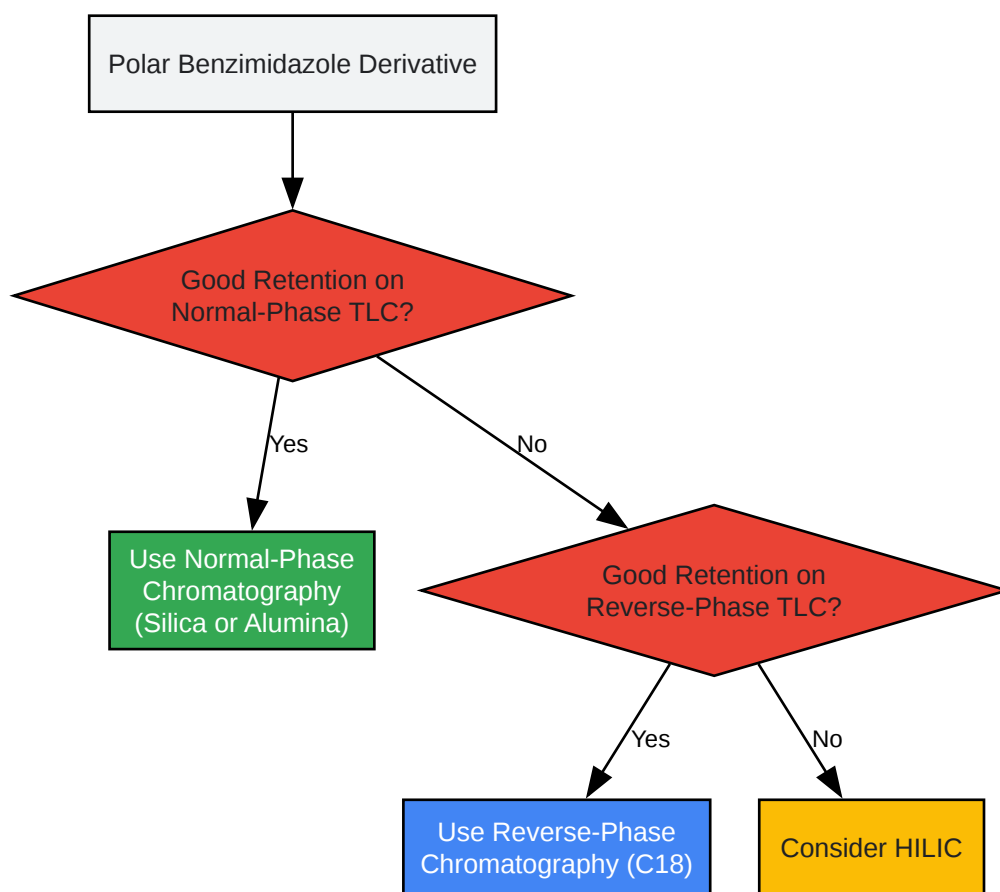 Polar Benzimidazole Derivative
Good Retention on
Normal-Phase TLC?
Yes
No
Use Normal-Phase
Chromatography
(Silica or Alumina)
Good Retention on
Reverse-Phase TLC?
Yes
No
Use Reverse-Phase
Chromatography (C18)
Consider HILIC